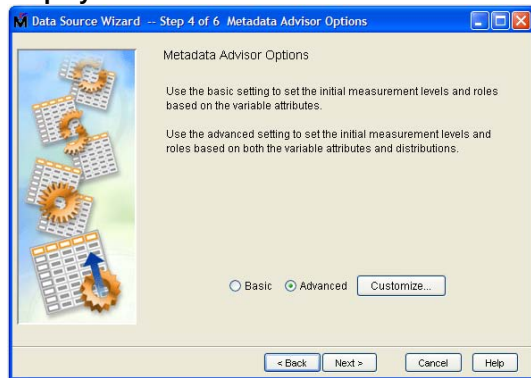 Data Source Wizard -- Step 4 of 6 Metadata Advisor Options
Metadata Advisor Options
Use the basic setting to set the initial measurement levels and roles
based on the variable attributes.
Use the advanced setting to set the initial measurement levels and
roles based on both the variable attributes and distributions.
Basic Advanced Customize...
< Back Next > Cancel Help